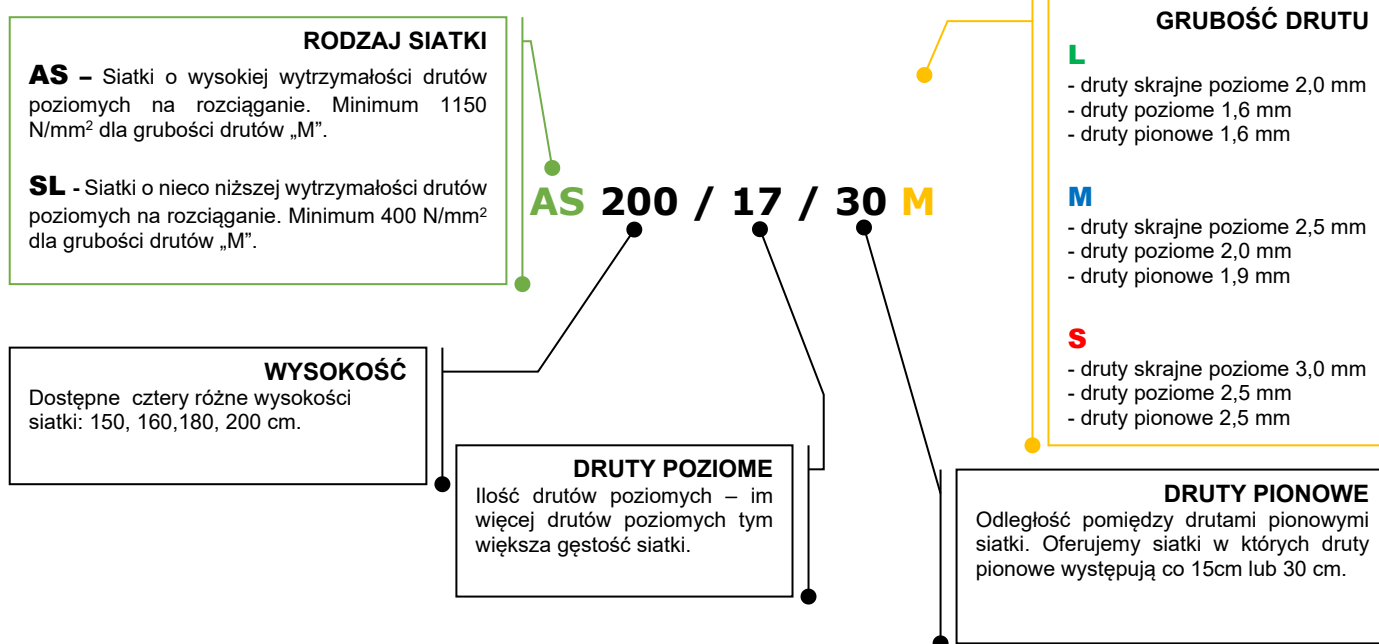 RODZAJ SIATKI
AS – Siatki o wysokiej wytrzymałości drutów
poziomych na rozciąganie. Minimum 1150
N/mm² dla grubości drutów „M”.
SL - Siatki o nieco niższej wytrzymałości drutów
poziomych na rozciąganie. Minimum 400 N/mm²
dla grubości drutów „M”.
AS 200 / 17 / 30 M
GRUBOŚĆ DRUTU
L
- druty skrajne poziome 2,0 mm
- druty poziome 1,6 mm
- druty pionowe 1,6 mm
M
- druty skrajne poziome 2,5 mm
- druty poziome 2,0 mm
- druty pionowe 1,9 mm
S
- druty skrajne poziome 3,0 mm
- druty poziome 2,5 mm
- druty pionowe 2,5 mm
WYSOKOŚĆ
Dostępne cztery różne wysokości
siatki: 150, 160,180, 200 cm.
DRUTY POZIOME
Ilość drutów poziomych – im
więcej drutów poziomych tym
większa gęstość siatki.
DRUTY PIONOWE
Odległość pomiędzy drutami pionowymi
siatki. Oferujemy siatki w których druty
pionowe występują co 15cm lub 30 cm.